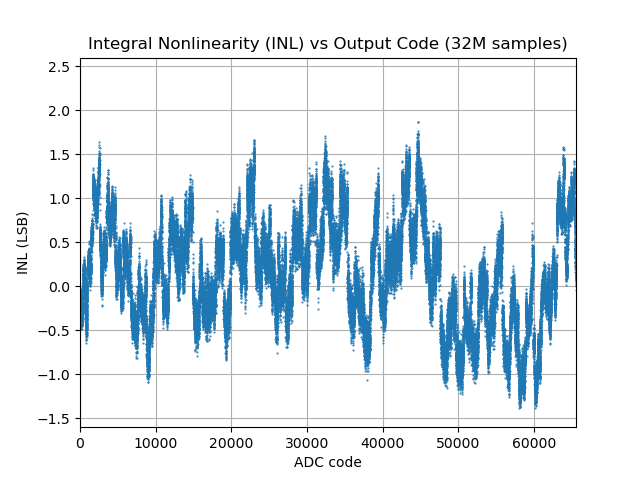 Integral Nonlinearity (INL) vs Output Code (32M samples)
INL (LSB)
2.5
2.0
1.5
1.0
0.5
0.0
−0.5
−1.0
−1.5
0 10000 20000 30000 40000 50000 60000
ADC code